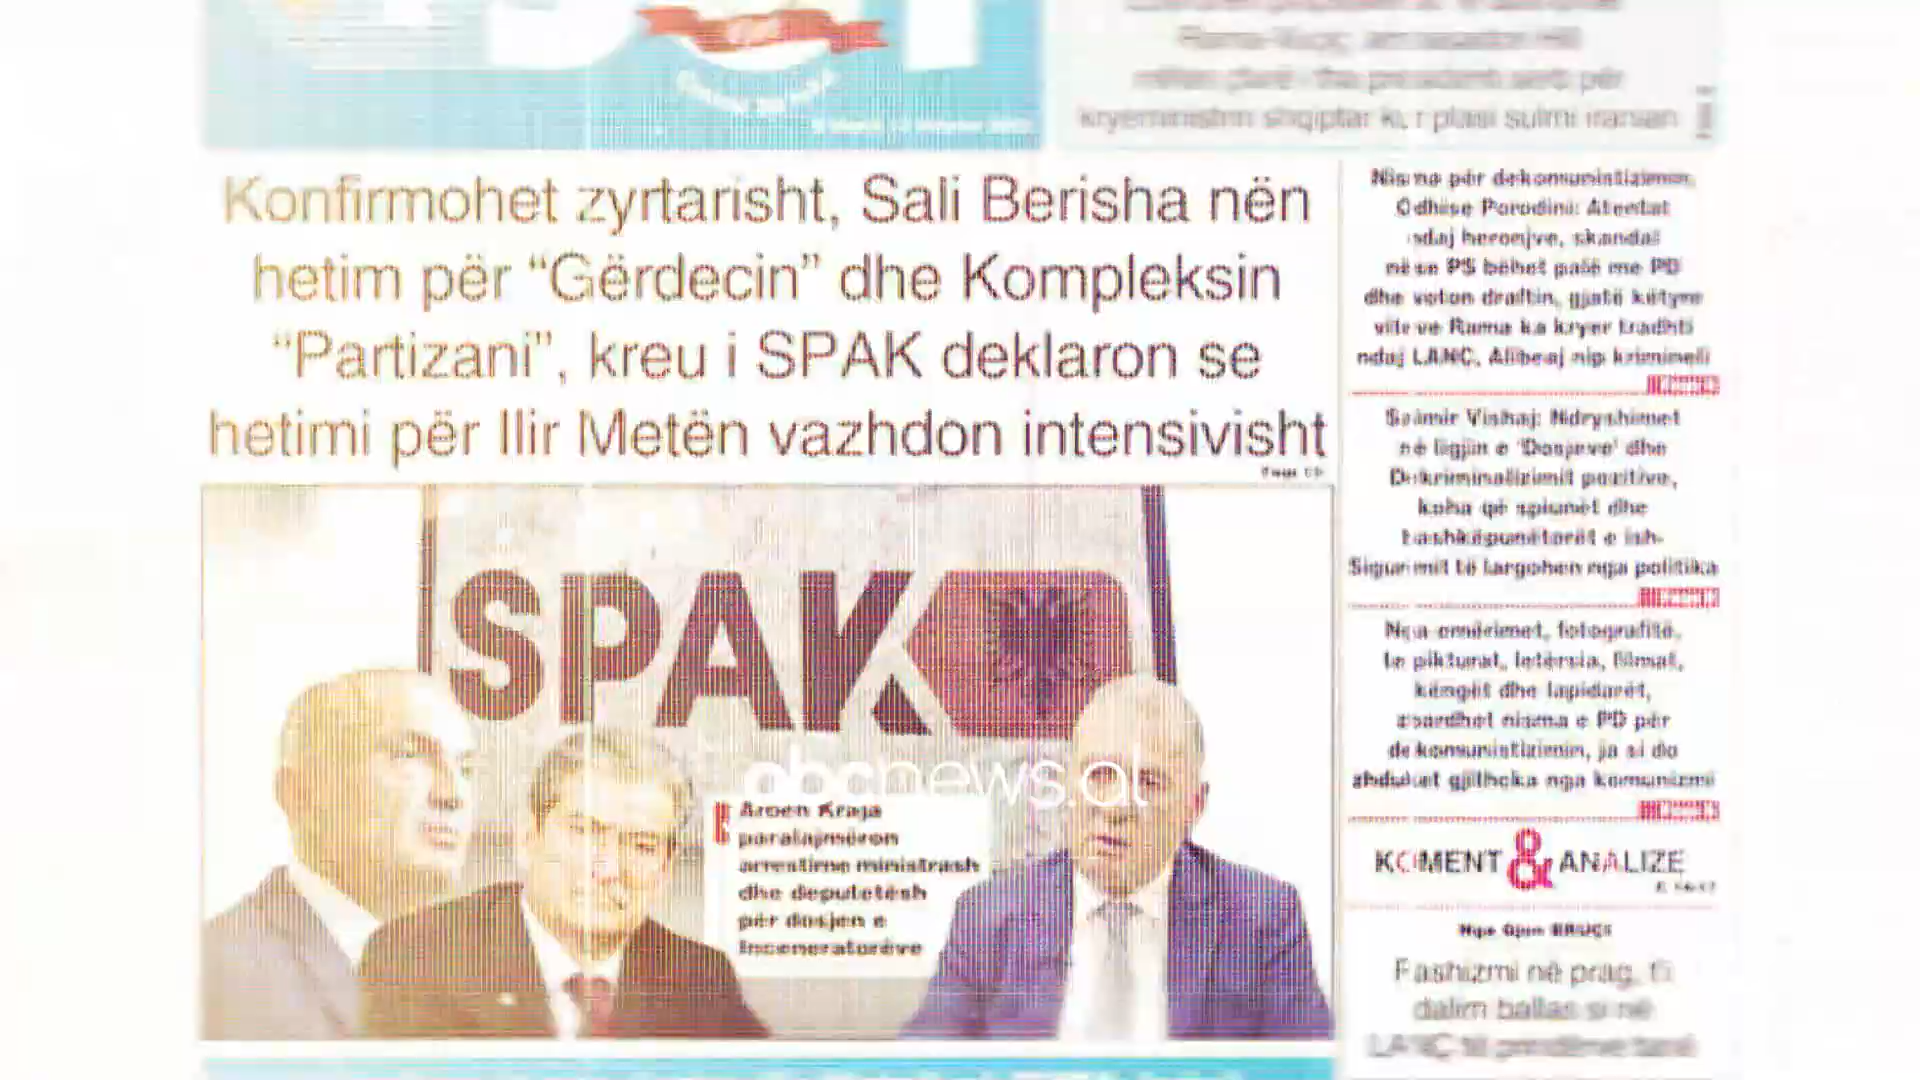 kryeministrin shqiptar
Konfirmohet zyrtarisht, Sali Berisha nën
hetim për “Gërdecin” dhe Kompleksin
“Partizani”, kreu i SPAK deklaron se
hetimi për Ilir Metën vazhdon intensivisht
SPAK
abcnews.al
Arben Kraja
paralajmëron
arrestime ministrash
dhe deputetësh
për dosjen e
Inceneratorëve
Nisma për dekomunistizimin,
Odhise Porodini: Atentat
ndaj heronjve, skandal
nëse PS bëhet palë me PD
dhe voton draftin, gjatë këtyre
viteve Rama ka kryer tradhti
ndaj LANÇ, Alibeaj nip krimineli
Saimir Vishaj: Ndryshimet
në ligjin e ‘Dosjeve’ dhe
Dekriminalizimit pozitive,
koha që spiunët dhe
bashkëpunëtorët e ish-
Sigurimit të largohen nga politika
Nga emërimet, fotografitë,
te pikturat, letërsia, filmat,
këngët dhe lapidarët,
zbardhet nisma e PD për
dekomunistizimin, ja si do
zhduket gjithçka nga komunizmi
KOMENT & ANALIZE
Fashizmi në prag,
dalim ballas si në
LANÇ